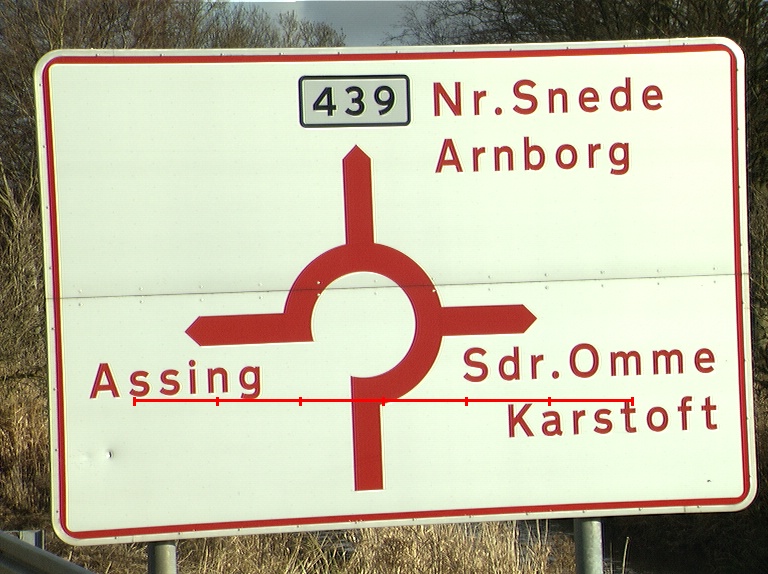 439 Nr.Snede
Arnborg
Assing
Sdr.Omme
Karstoft